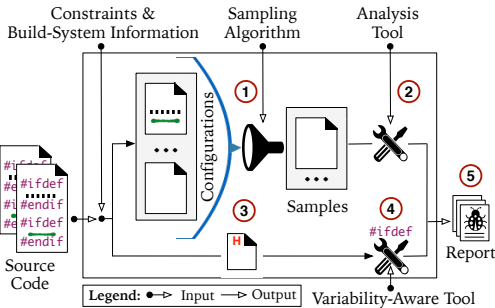 Constraints &
Build-System Information
Sampling
Algorithm
Analysis
Tool
1
2
Configurations
Samples
#ifdef
#endif
#ifdef
#endif
Source
Code
3
H
4
#ifdef
5
Report
Legend: Input Output
Variability-Aware Tool